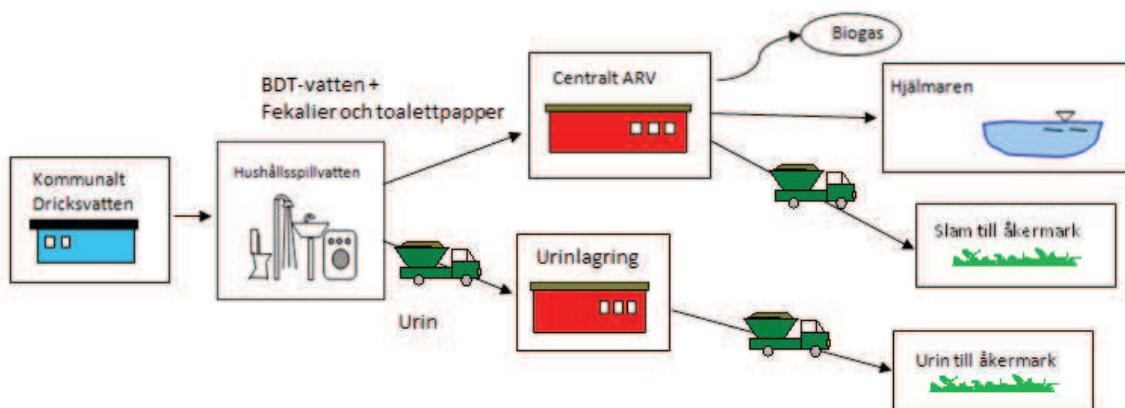 Biogas
Centralt ARV
Hjälmaren
BDT-vatten +
Fekalier och toalettpapper
Kommunalt
Dricksvatten
Hushållsspillvatten
Slam till åkermark
Urinlagring
Urin
Urin till åkermark